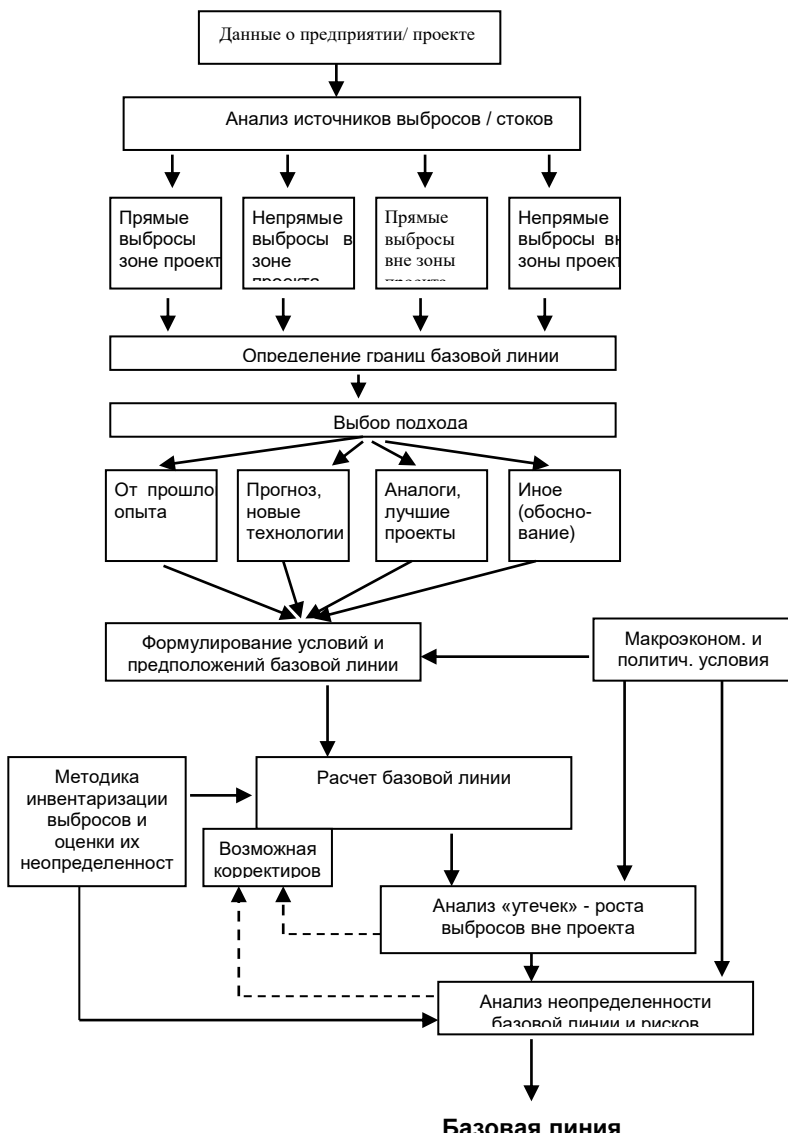 Данные о предприятии/ проекте
Анализ источников выбросов / стоков
Прямые
выбросы
зоне проект
Непрямые
выбросы в
зоне
проекта
Прямые
выбросы
вне зоны
проекта
Непрямые
выбросы вн
зоны проект
Определение границ базовой линии
Выбор подхода
От прошло
опыта
Прогноз,
новые
технологии
Аналоги,
лучшие
проекты
Иное
(обосно-
вание)
Формулирование условий и
предположений базовой линии
Макроэконом. и
политич. условия
Методика
инвентаризации
выбросов и
оценки их
неопределенност
Расчет базовой линии
Возможная
корректиров
Анализ «утечек» - роста
выбросов вне проекта
Анализ неопределенности
базовой линии и рисков
Базовая линия